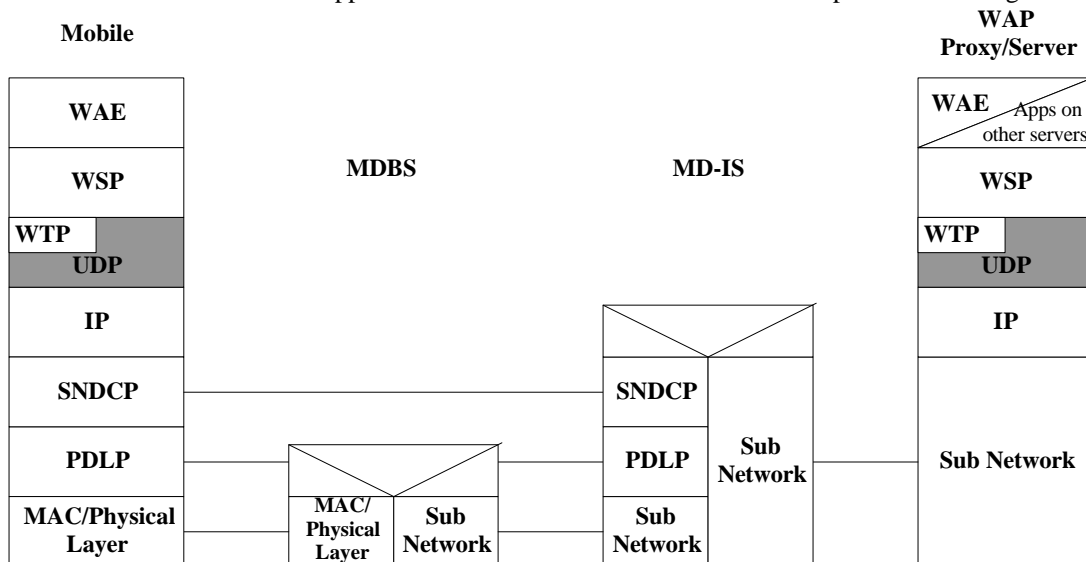 Mobile
WAP
Proxy/Server
WAE
WSP
WTP
UDP
IP
SNDCP
PDLP
MAC/Physical
Layer
MDBS
MAC/
Physical
Layer
Sub
Network
MD-IS
SNDCP
PDLP
Sub
Network
Sub
Network
WAE
Apps on
other servers
WSP
WTP
UDP
IP
Sub Network